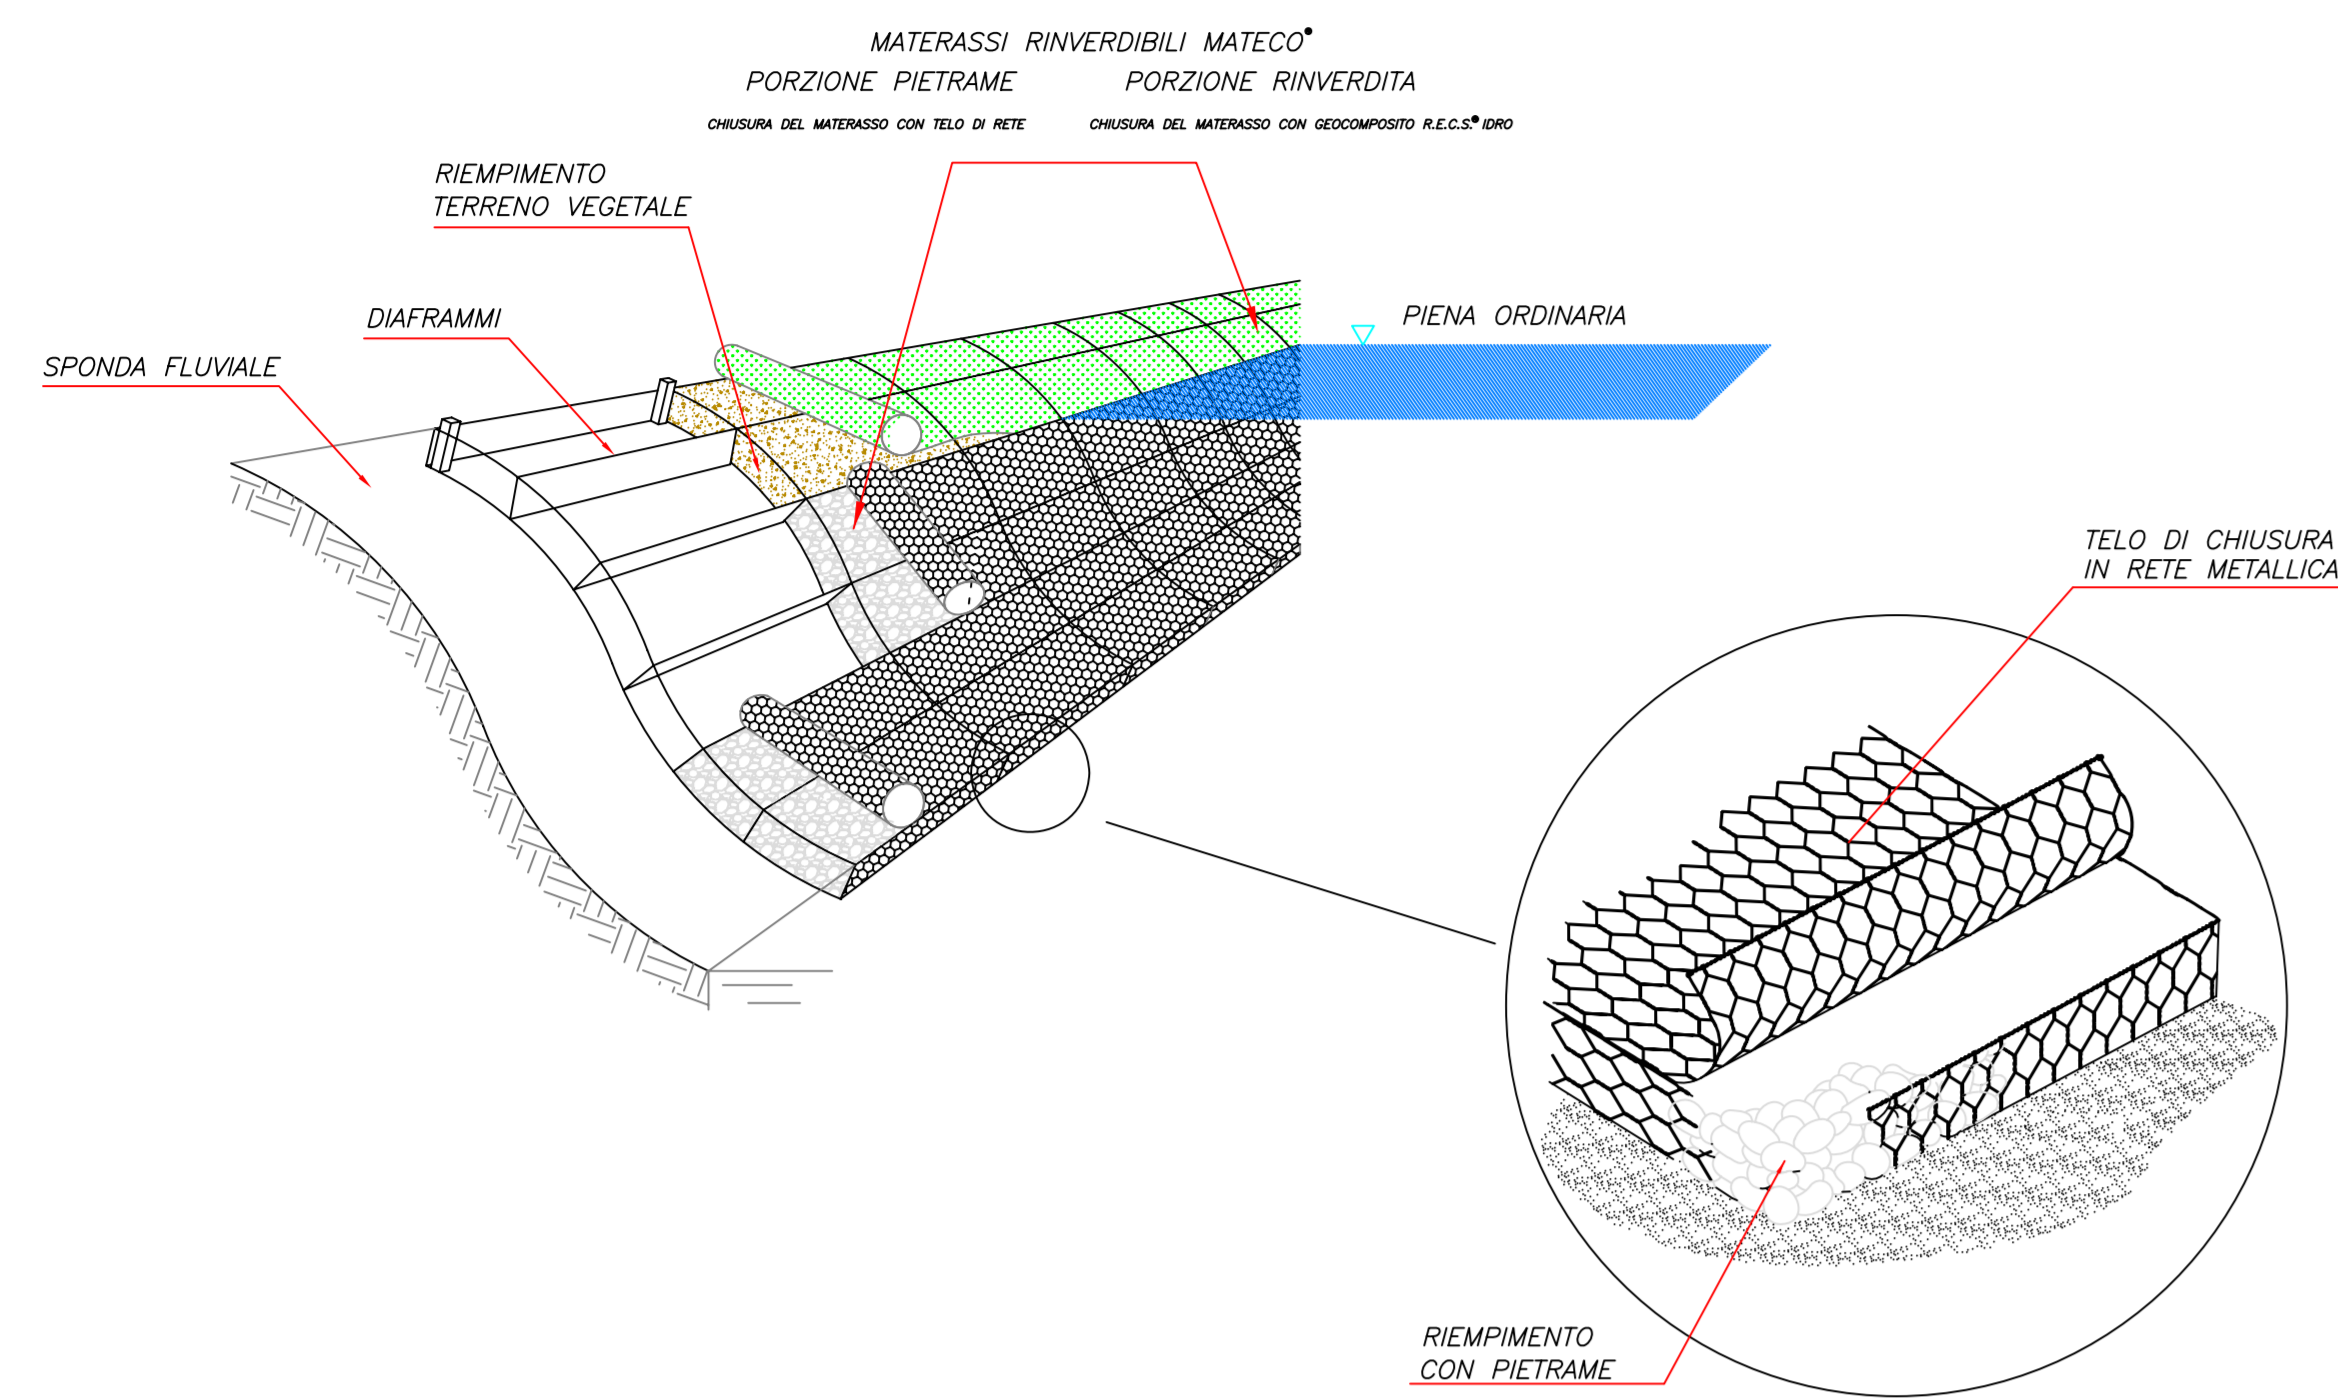 MATERASSI RINVERDIBILI MATECO®
PORZIONE PIETRAME PORZIONE RINVERDITA
CHIUSURA DEL MATERASSO CON TELO DI RETE CHIUSURA DEL MATERASSO CON GEOCOMPOSITO R.E.C.S.® IDRO
RIEMPIMENTO
TERRENO VEGETALE
DIAFRAMMI
PIENA ORDINARIA
SPONDA FLUVIALE
TELO DI CHIUSURA
IN RETE METALLICA
RIEMPIMENTO
CON PIETRAME